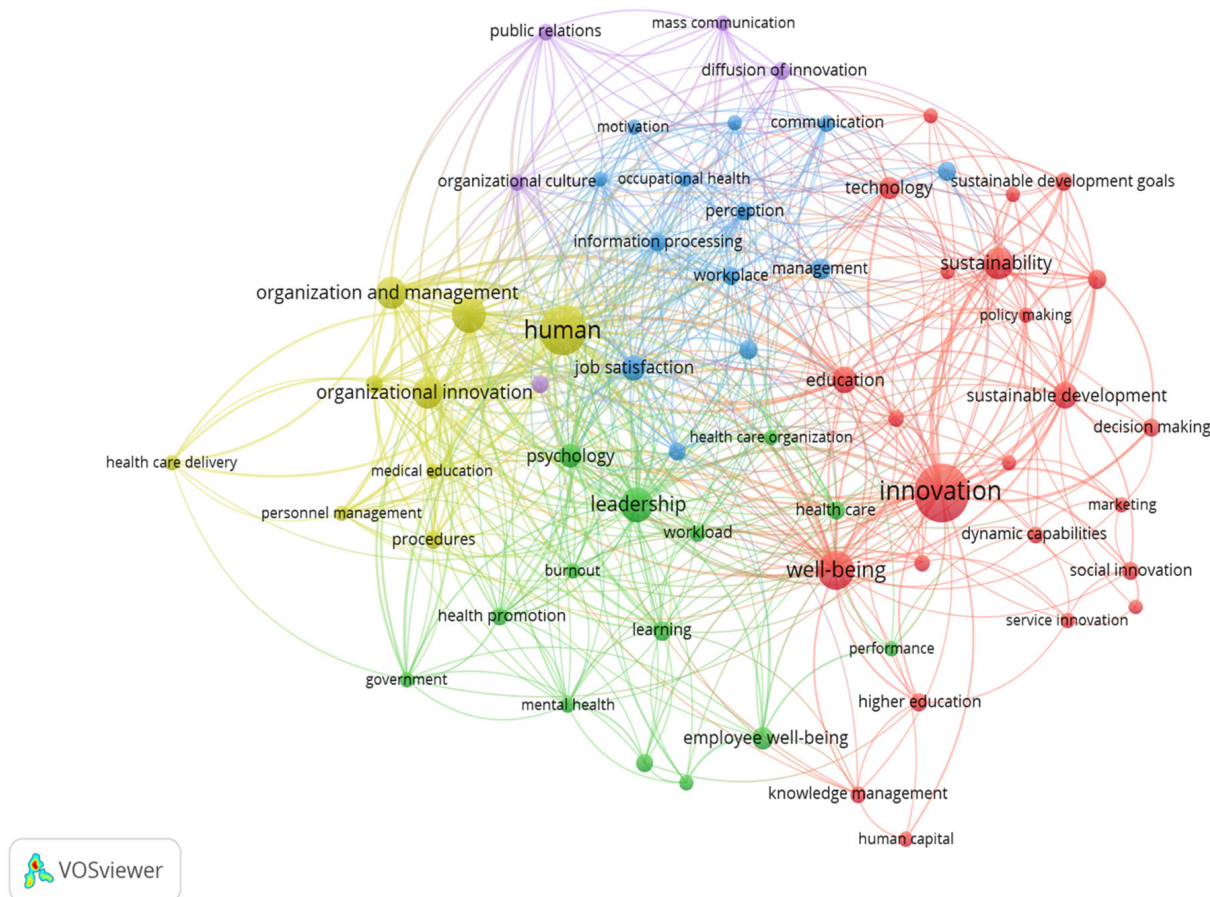 mass communication
public relations
diffusion of innovation
motivation
communication
organizational culture
occupational health
technology
sustainable development goals
perception
information processing
sustainability
workplace
management
organization and management
policy making
human
job satisfaction
education
organizational innovation
sustainable development
decision making
health care organization
psychology
health care delivery
medical education
innovation
leadership
health care
marketing
personnel management
workload
dynamic capabilities
procedures
burnout
well-being
social innovation
health promotion
learning
service innovation
performance
government
mental health
higher education
employee well-being
knowledge management
human capital
VOSviewer